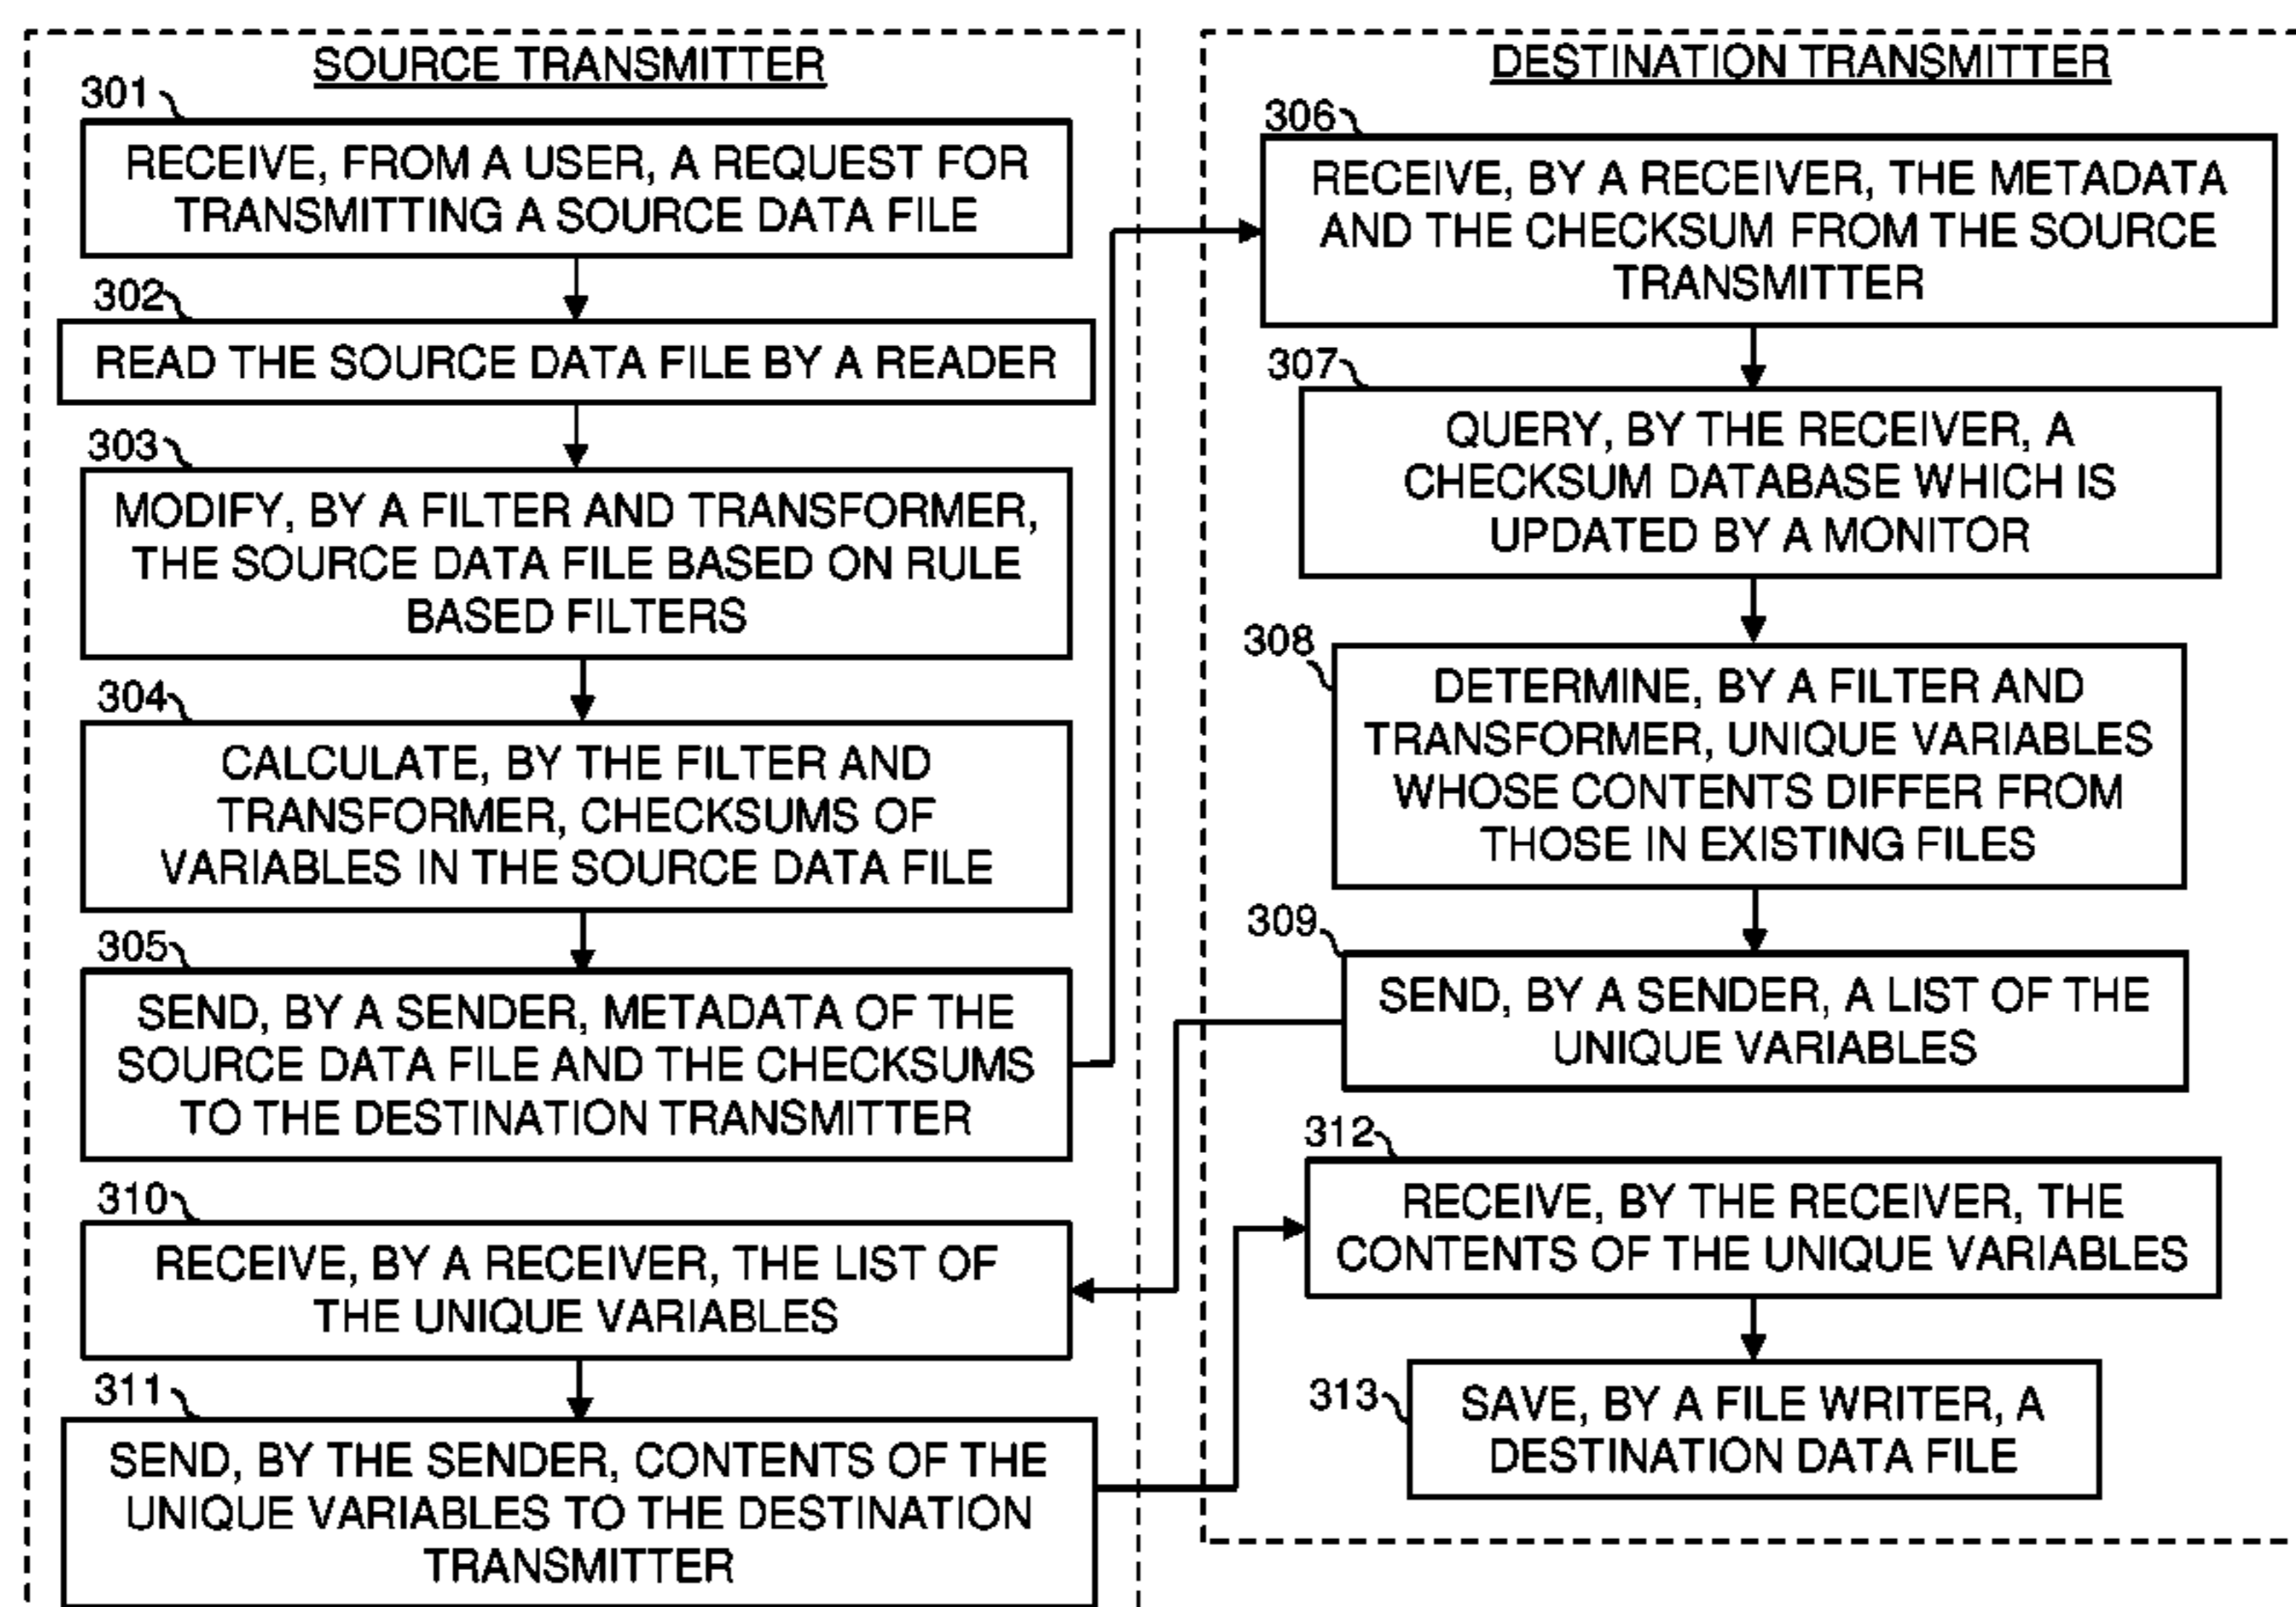 SOURCE TRANSMITTER
301
RECEIVE, FROM A USER, A REQUEST FOR
TRANSMITTING A SOURCE DATA FILE
302
READ THE SOURCE DATA FILE BY A READER
303
MODIFY, BY A FILTER AND TRANSFORMER,
THE SOURCE DATA FILE BASED ON RULE
BASED FILTERS
304
CALCULATE, BY THE FILTER AND
TRANSFORMER, CHECKSUMS OF
VARIABLES IN THE SOURCE DATA FILE
305
SEND, BY A SENDER, METADATA OF THE
SOURCE DATA FILE AND THE CHECKSUMS
TO THE DESTINATION TRANSMITTER
310
RECEIVE, BY A RECEIVER, THE LIST OF
THE UNIQUE VARIABLES
311
SEND, BY THE SENDER, CONTENTS OF THE
UNIQUE VARIABLES TO THE DESTINATION
TRANSMITTER
DESTINATION TRANSMITTER
306
RECEIVE, BY A RECEIVER, THE METADATA
AND THE CHECKSUM FROM THE SOURCE
TRANSMITTER
307
QUERY, BY THE RECEIVER, A
CHECKSUM DATABASE WHICH IS
UPDATED BY A MONITOR
308
DETERMINE, BY A FILTER AND
TRANSFORMER, UNIQUE VARIABLES
WHOSE CONTENTS DIFFER FROM
THOSE IN EXISTING FILES
309
SEND, BY A SENDER, A LIST OF THE
UNIQUE VARIABLES
312
RECEIVE, BY THE RECEIVER, THE
CONTENTS OF THE UNIQUE VARIABLES
313
SAVE, BY A FILE WRITER, A
DESTINATION DATA FILE